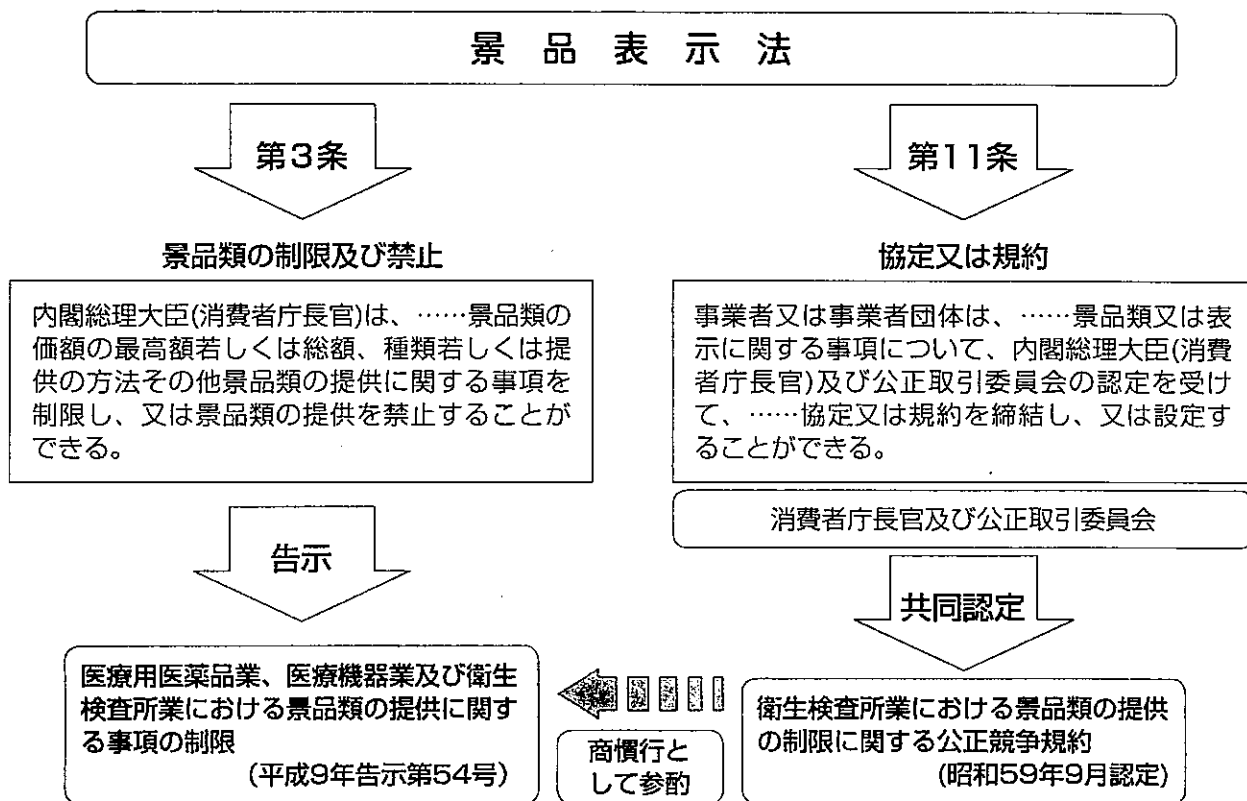 景品表示法
第3条
景品類の制限及び禁止
内閣総理大臣(消費者庁長官)は、……景品類の
価額の最高額若しくは総額、種類若しくは提
供の方法その他景品類の提供に関する事項を
制限し、又は景品類の提供を禁止することが
できる。
告示
医療用医薬品業、医療機器業及び衛生
検査所業における景品類の提供に関す
る事項の制限
(平成9年告示第54号)
第11条
協定又は規約
事業者又は事業者団体は、……景品類又は表
示に関する事項について、内閣総理大臣(消費
者庁長官)及び公正取引委員会の認定を受け
て、……協定又は規約を締結し、又は設定す
ることができる。
消費者庁長官及び公正取引委員会
共同認定
衛生検査所業における景品類の提供
の制限に関する公正競争規約
(昭和59年9月認定)
商慣行と
して参酌